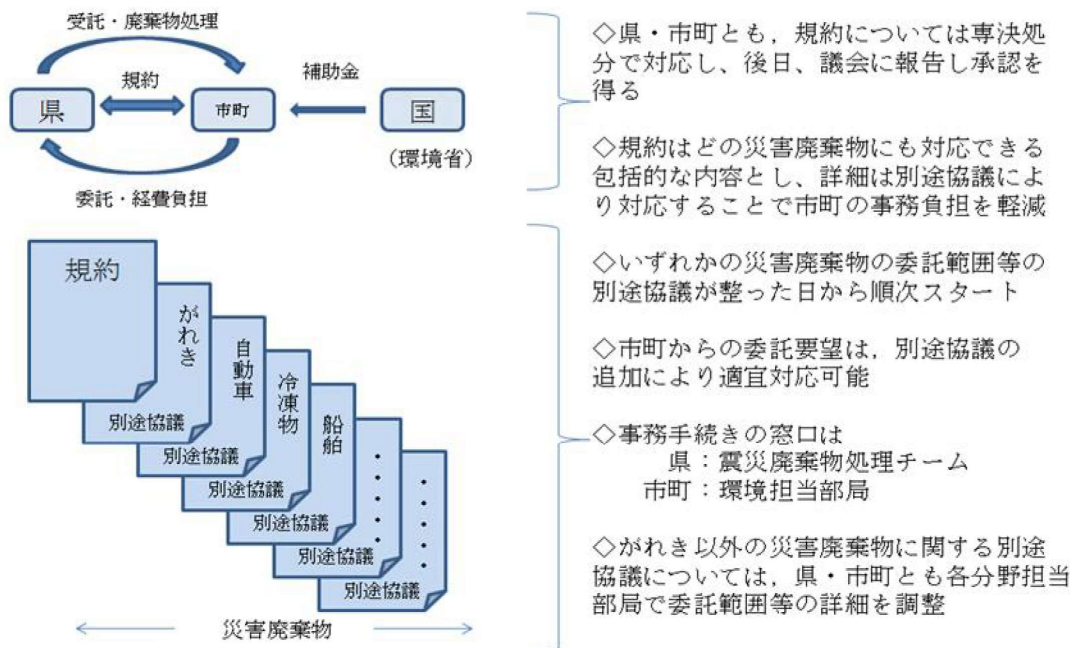 受託・廃棄物処理
規約
補助金
県
市町
国
(環境省)
委託・経費負担
規約
がれき
自動車
冷凍物
船舶
・・・・
・・・・
別途協議
別途協議
別途協議
別途協議
別途協議
別途協議
災害廃棄物
◇県・市町とも，規約については専決処
分で対応し、後日、議会に報告し承認を
得る
◇規約はどの災害廃棄物にも対応できる
包括的な内容とし、詳細は別途協議によ
り対応することで市町の事務負担を軽減
◇いずれかの災害廃棄物の委託範囲等の
別途協議が整った日から順次スタート
◇市町からの委託要望は，別途協議の
追加により適宜対応可能
◇事務手続きの窓口は
県：震災廃棄物処理チーム
市町：環境担当部局
◇がれき以外の災害廃棄物に関する別途
協議については，県・市町とも各分野担当
部局で委託範囲等の詳細を調整